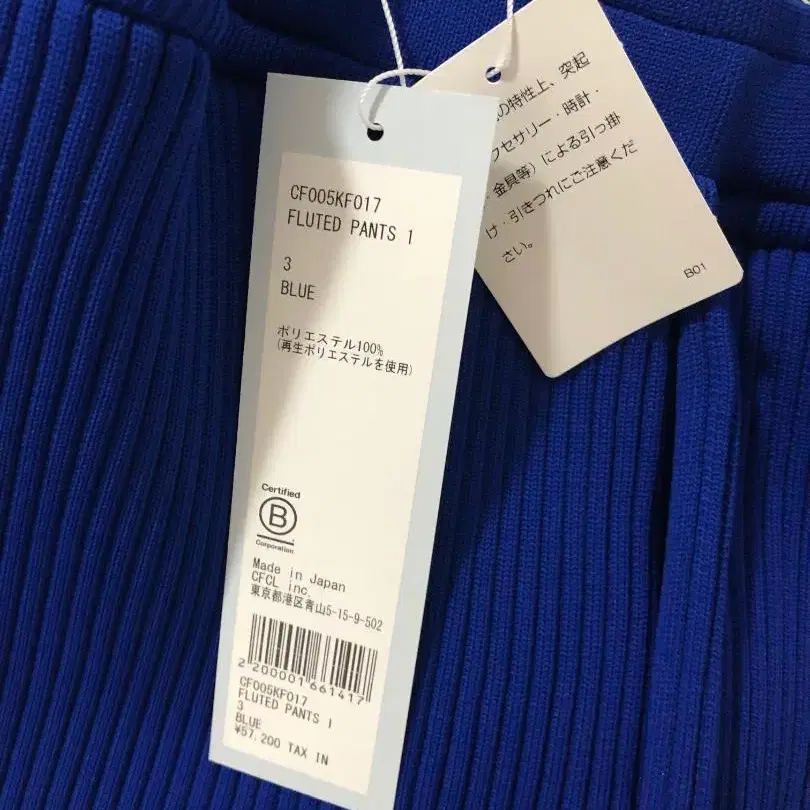 CF005KF017
FLUTED PANTS 1
3
BLUE
ポリエステル100%
(再生ポリエステルを使用)
Certified
B
Corporation
Made in Japan
CFCL inc.
東京都港区青山5-15-9-502
2 200001 661417
CF005KF017
FLUTED PANTS 1
3
BLUE
¥57,200 TAX IN
の特性上、突起
クセサリー・時計・
・金具等）による引っ掛
け・引きつれにご注意くだ
さい。
B01